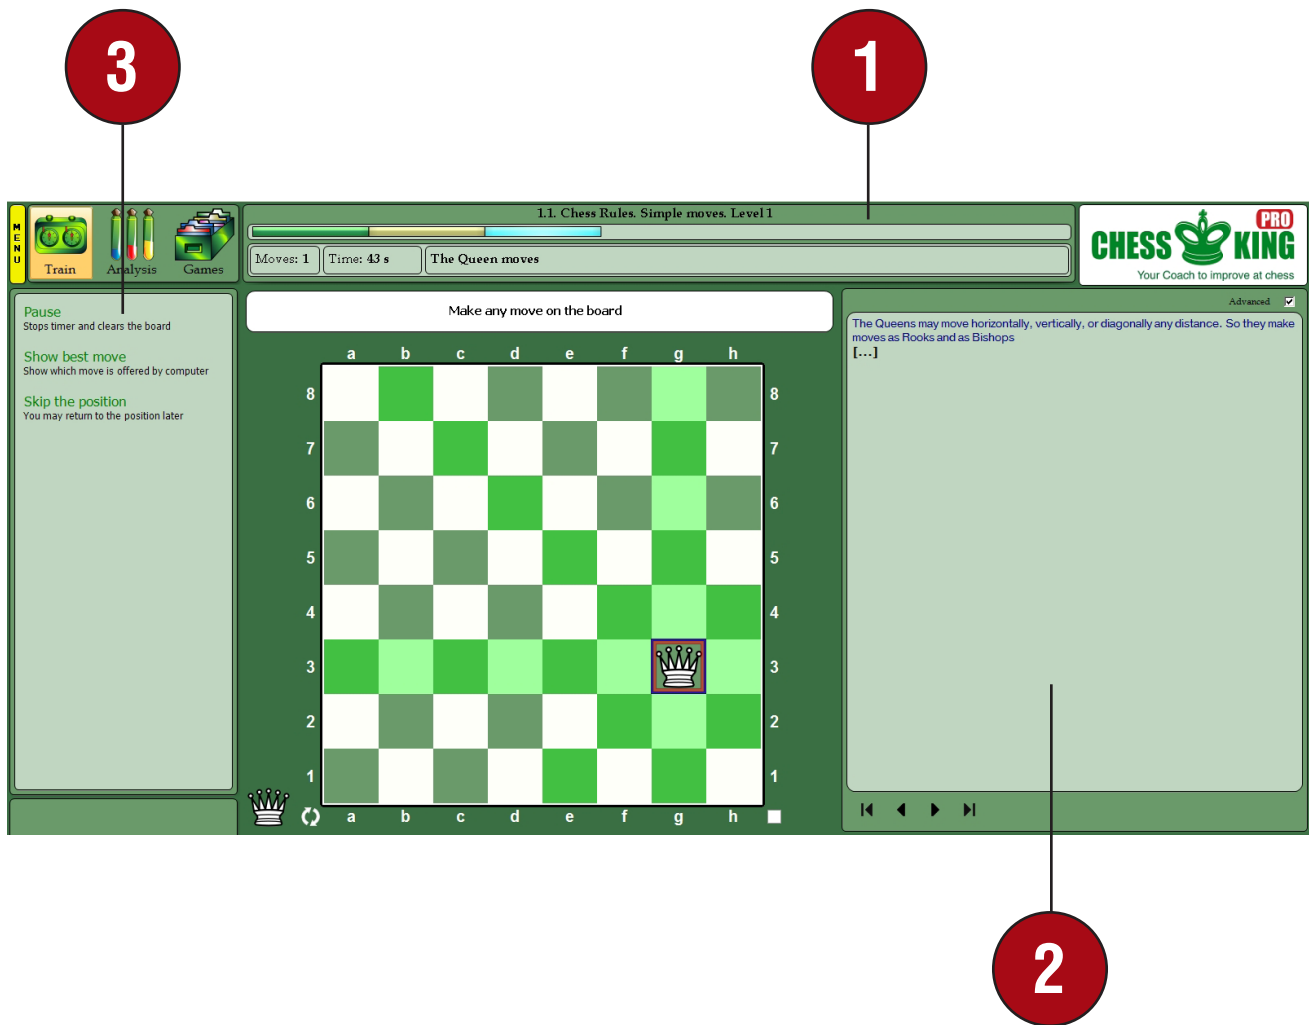 3
1
MENU
Train
Analysis
Games
1.1. Chess Rules. Simple moves. Level 1
Moves: 1
Time: 43 s
The Queen moves
PRO
CHESS KING
Your Coach to improve at chess
Pause
Stops timer and clears the board
Show best move
Show which move is offered by computer
Skip the position
You may return to the position later
Make any move on the board
Advanced
The Queens may move horizontally, vertically, or diagonally any distance. So they make
moves as Rooks and as Bishops
[...]
a b c d e f g h
8 8
7 7
6 6
5 5
4 4
3 3
2 2
1 1
a b c d e f g h
2